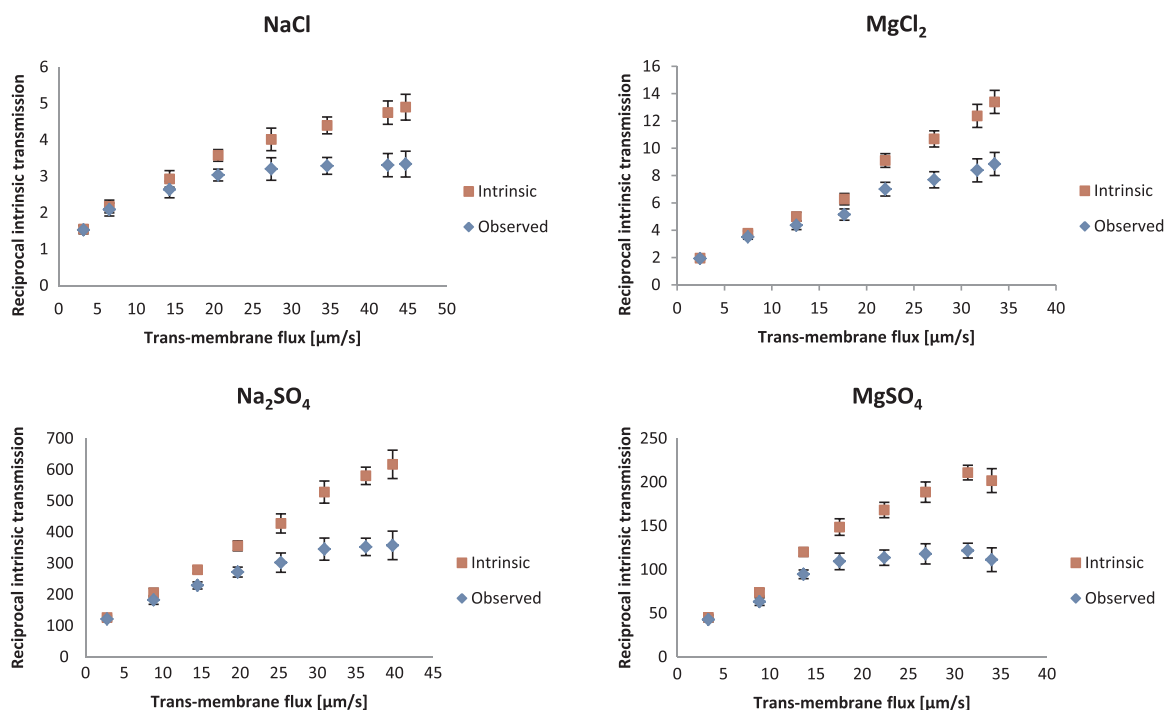 NaCl
Reciprocal intrinsic transmission
6
5
4
3
2
1
0
0 5 10 15 20 25 30 35 40 45 50
Trans-membrane flux [µm/s]
Intrinsic
Observed
MgCl₂
Reciprocal intrinsic transmission
16
14
12
10
8
6
4
2
0
0 5 10 15 20 25 30 35 40
Trans-membrane flux [µm/s]
Intrinsic
Observed
Na₂SO₄
Reciprocal intrinsic transmission
700
600
500
400
300
200
100
0
0 5 10 15 20 25 30 35 40 45
Trans-membrane flux [µm/s]
Intrinsic
Observed
MgSO₄
Reciprocal intrinsic transmission
250
200
150
100
50
0
0 5 10 15 20 25 30 35 40
Trans-membrane flux [µm/s]
Intrinsic
Observed